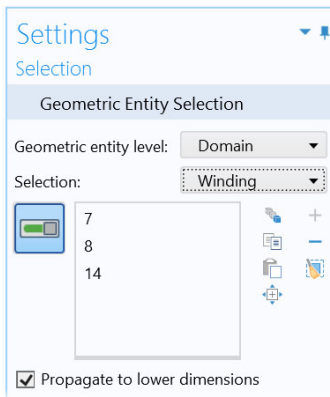 Settings
Selection
Geometric Entity Selection
Geometric entity level: Domain
Selection: Winding
7
8
14
Propagate to lower dimensions